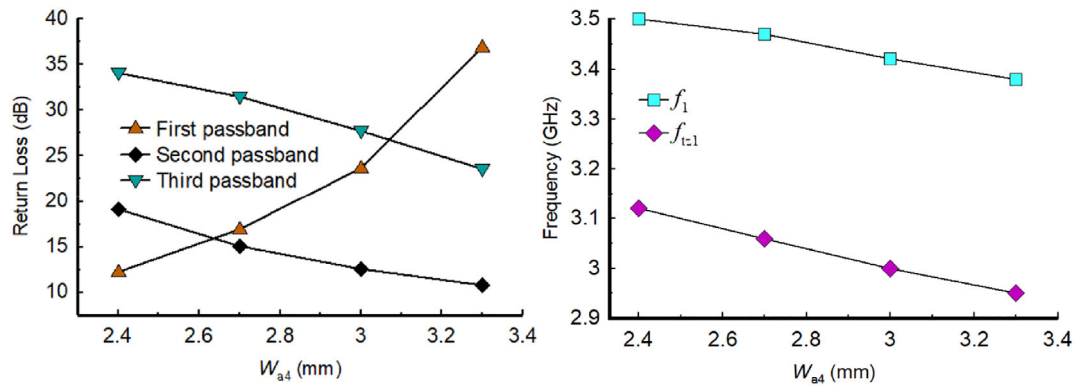 40
35
30
25
20
15
10
Return Loss (dB)
First passband
Second passband
Third passband
2.4
2.6
2.8
3
3.2
3.4
Wa4 (mm)
3.5
3.4
3.3
3.2
3.1
3
2.9
Frequency (GHz)
f1
ftz1
2.4
2.6
2.8
3
3.2
3.4
Wa4 (mm)